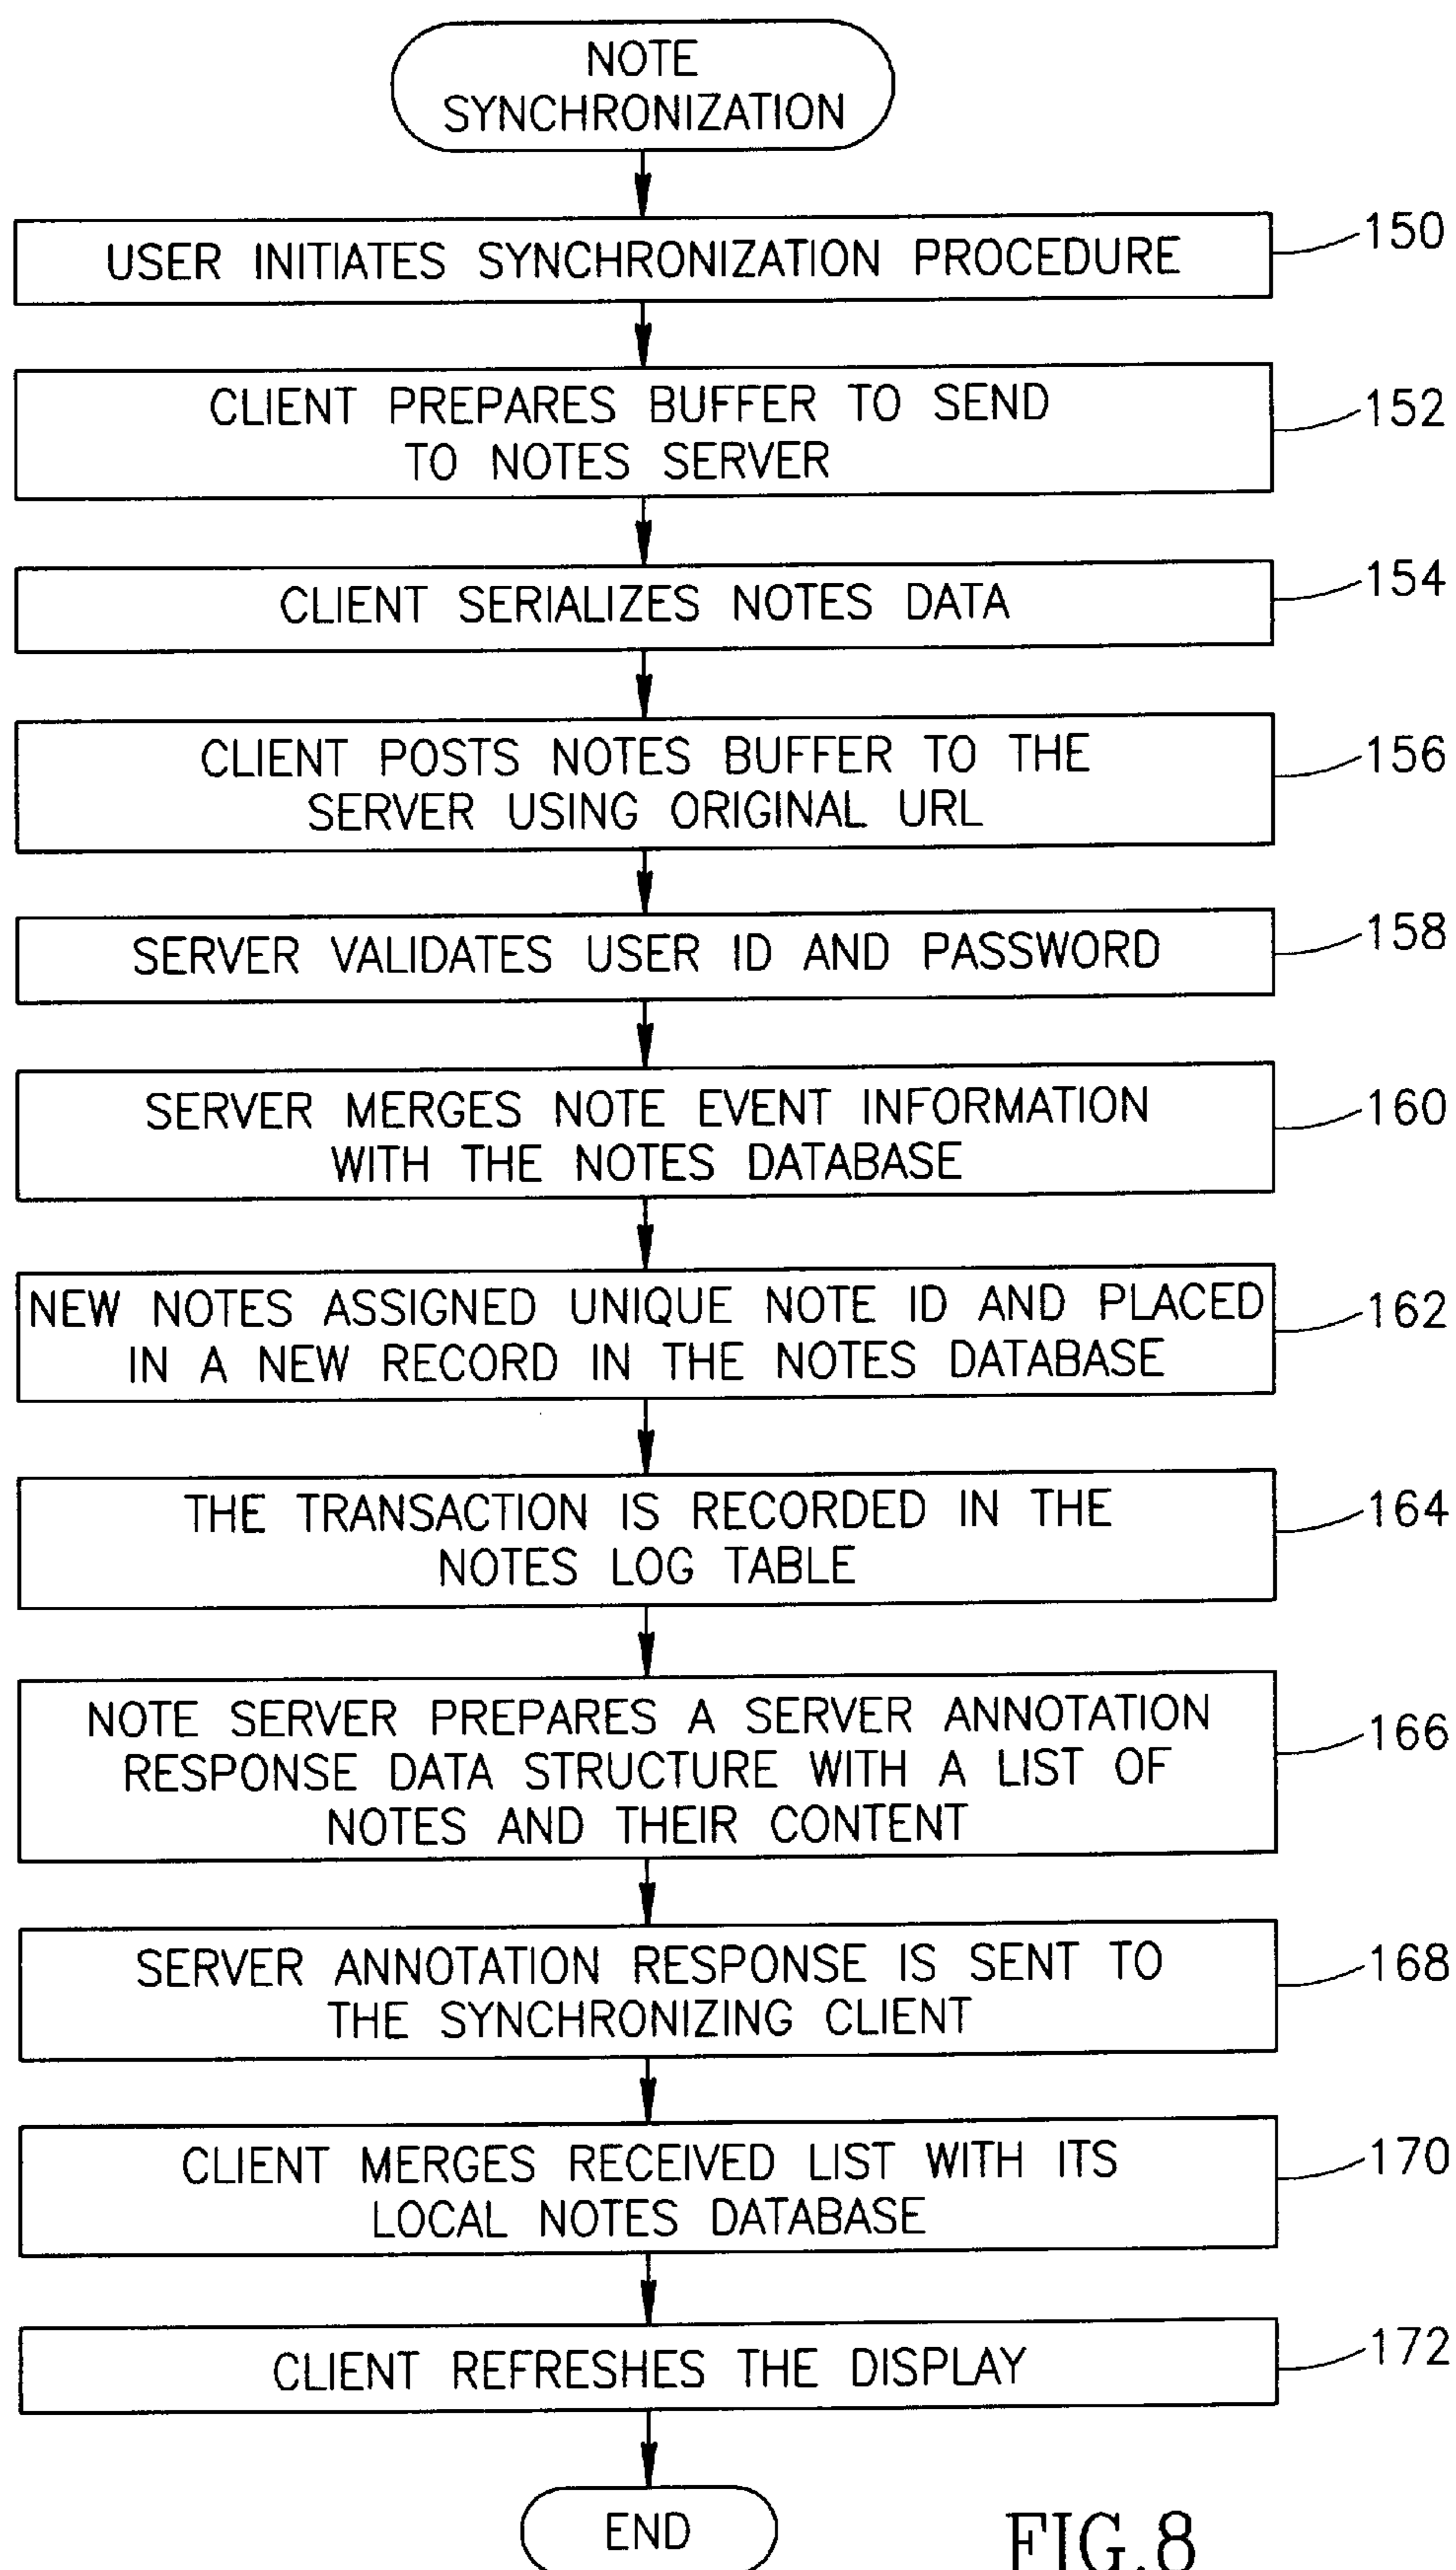 NOTE
SYNCHRONIZATION
USER INITIATES SYNCHRONIZATION PROCEDURE
150
CLIENT PREPARES BUFFER TO SEND
TO NOTES SERVER
152
CLIENT SERIALIZES NOTES DATA
154
CLIENT POSTS NOTES BUFFER TO THE
SERVER USING ORIGINAL URL
156
SERVER VALIDATES USER ID AND PASSWORD
158
SERVER MERGES NOTE EVENT INFORMATION
WITH THE NOTES DATABASE
160
NEW NOTES ASSIGNED UNIQUE NOTE ID AND PLACED
IN A NEW RECORD IN THE NOTES DATABASE
162
THE TRANSACTION IS RECORDED IN THE
NOTES LOG TABLE
164
NOTE SERVER PREPARES A SERVER ANNOTATION
RESPONSE DATA STRUCTURE WITH A LIST OF
NOTES AND THEIR CONTENT
166
SERVER ANNOTATION RESPONSE IS SENT TO
THE SYNCHRONIZING CLIENT
168
CLIENT MERGES RECEIVED LIST WITH ITS
LOCAL NOTES DATABASE
170
CLIENT REFRESHES THE DISPLAY
172
END
FIG.8